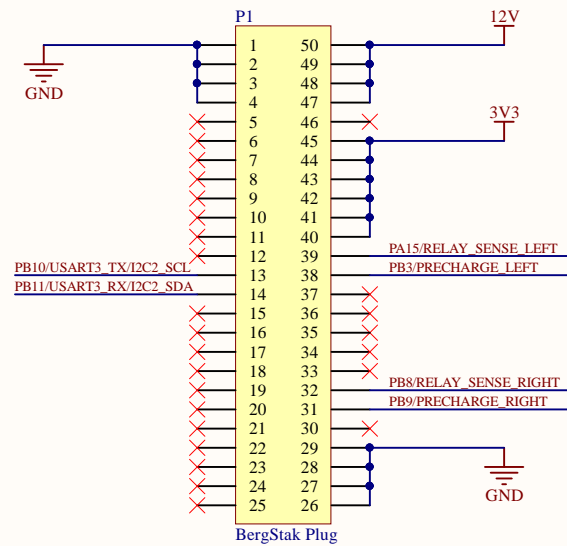 P1 12V
1 50
2 49
GND 3 48
4 47
5 46 3V3
6 45
7 44
8 43
9 42
10 41
11 40
12 39 PA15/RELAY_SENSE_LEFT
PB10/USART3_TX/I2C2_SCL 13 38 PB3/PRECHARGE_LEFT
PB11/USART3_RX/I2C2_SDA 14 37
15 36
16 35
17 34
18 33
19 32 PB8/RELAY_SENSE_RIGHT
20 31 PB9/PRECHARGE_RIGHT
21 30
22 29
23 28
24 27 GND
25 26
BergStak Plug